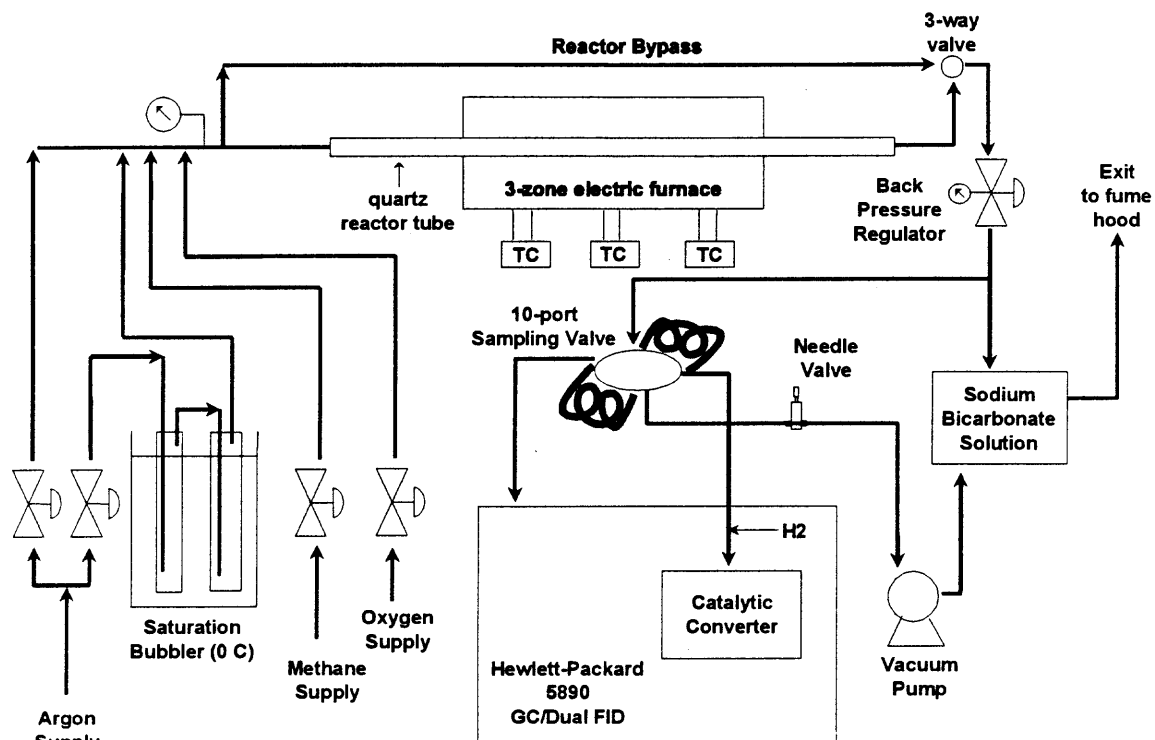 3-way
valve
Reactor Bypass
quartz
reactor tube
3-zone electric furnace
TC
TC
TC
Back
Pressure
Regulator
Exit
to fume
hood
10-port
Sampling Valve
Needle
Valve
Sodium
Bicarbonate
Solution
H2
Catalytic
Converter
Saturation
Bubbler (0 C)
Oxygen
Supply
Methane
Supply
Hewlett-Packard
5890
GC/Dual FID
Vacuum
Pump
Argon
Supply